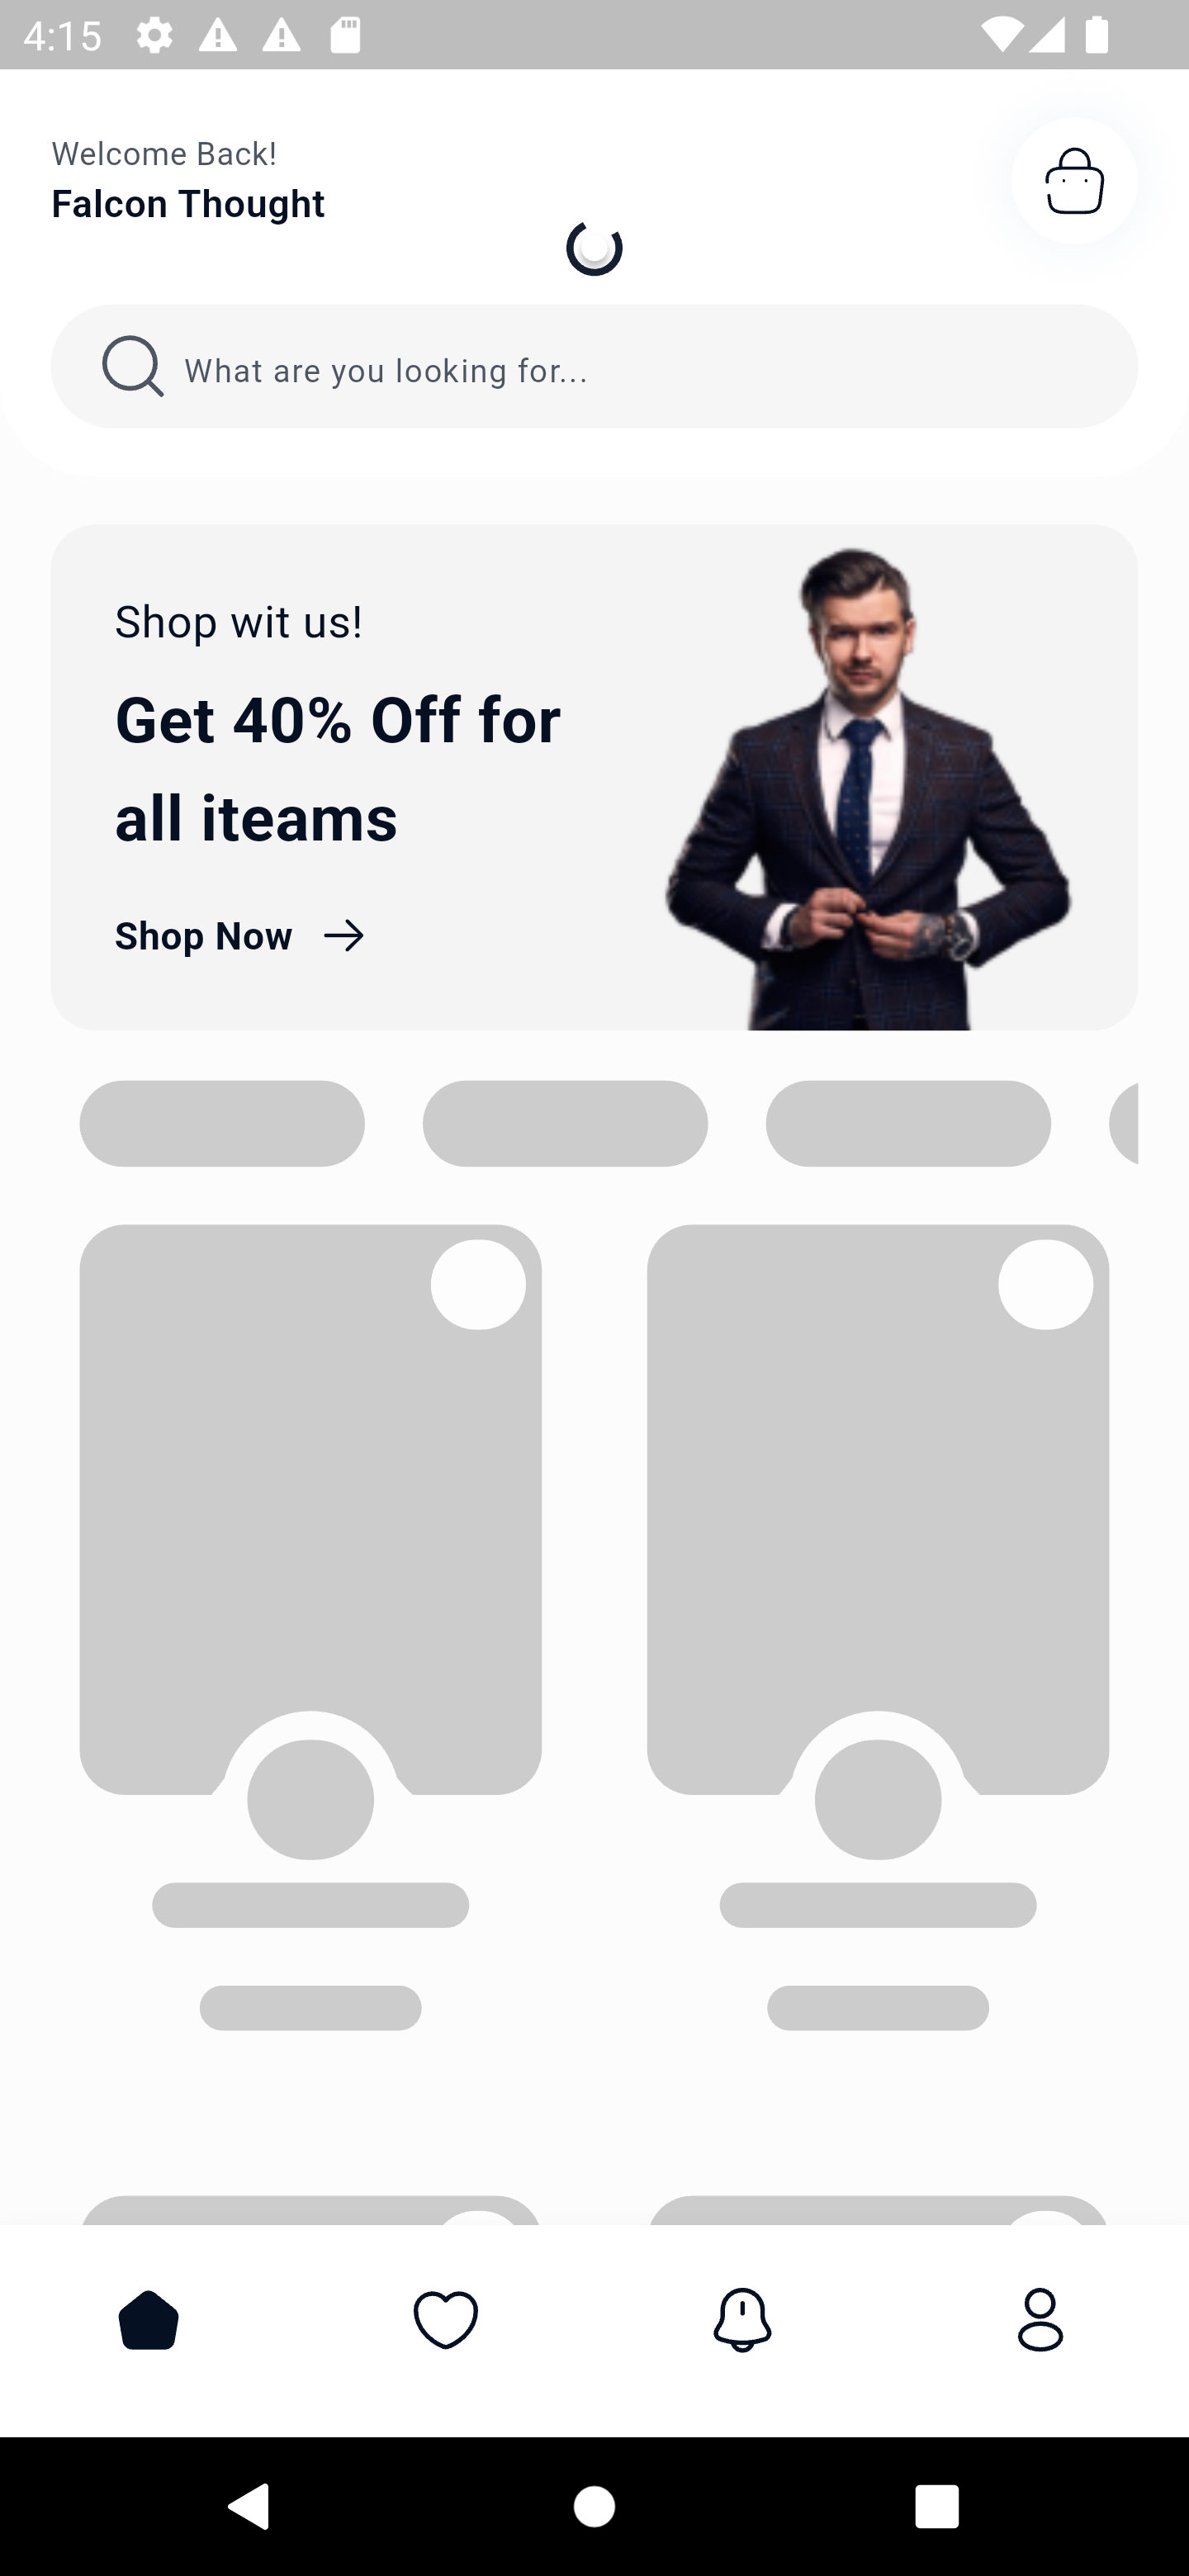 4:15
Welcome Back!
Falcon Thought
What are you looking for...
Shop wit us!
Get 40% Off for
all iteams
Shop Now